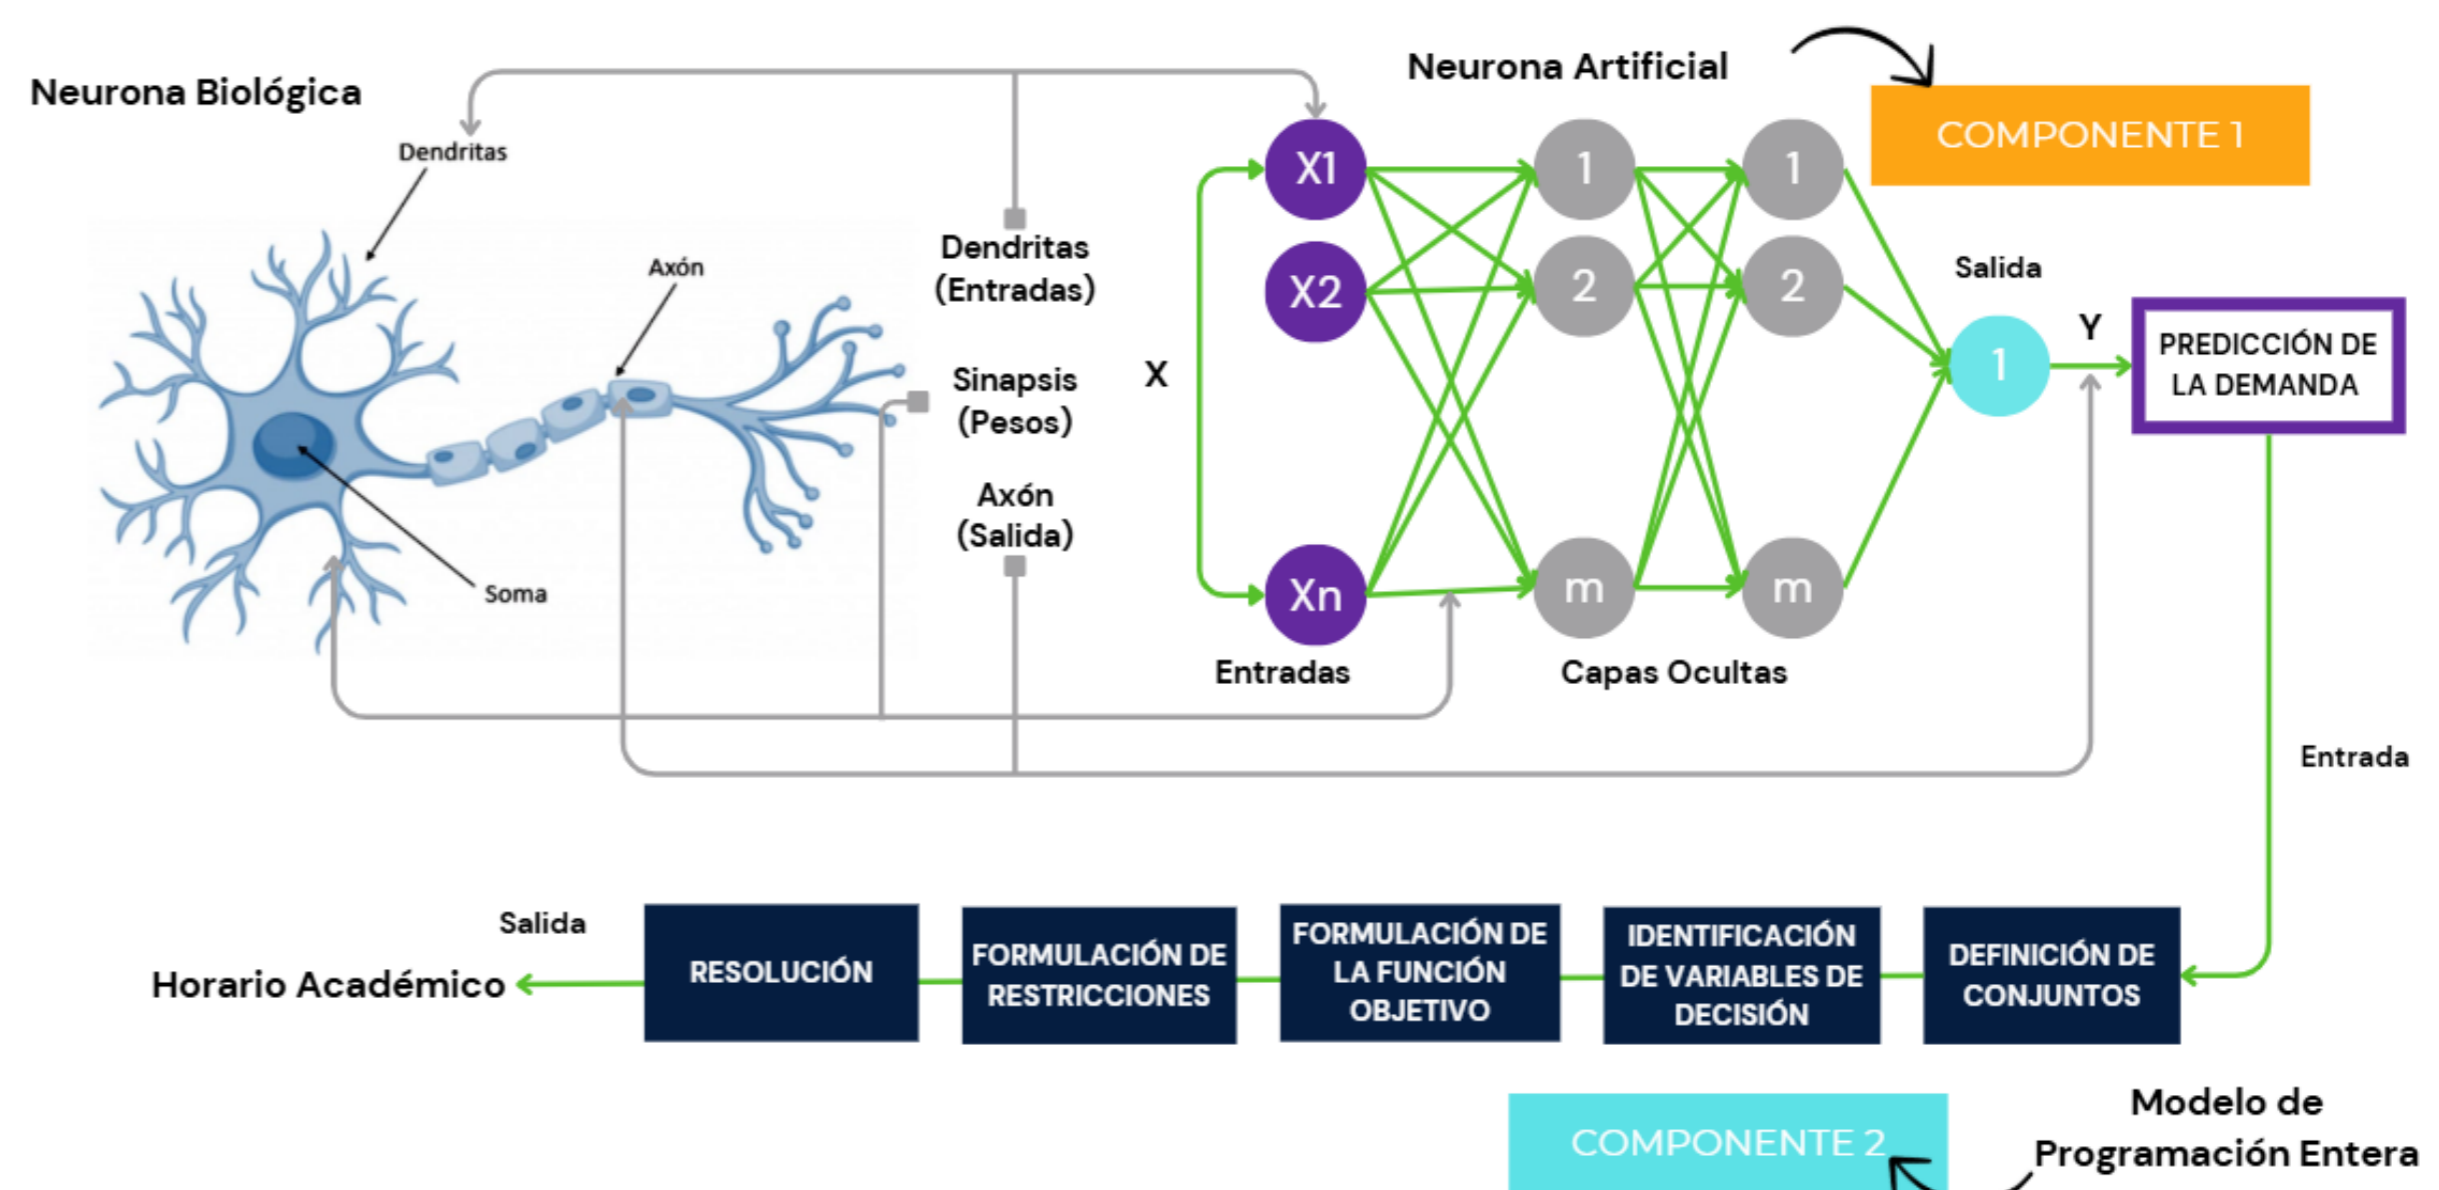 Neurona Biológica
Neurona Artificial
COMPONENTE 1
Dendritas
Axón
Soma
Dendritas
(Entradas)
Sinapsis
(Pesos)
Axón
(Salida)
X
X1
X2
Xn
Entradas
1
2
m
1
2
m
Capas Ocultas
Salida
1
Y
PREDICCIÓN DE
LA DEMANDA
Entrada
Salida
Horario Académico
RESOLUCIÓN
FORMULACIÓN DE
RESTRICCIONES
FORMULACIÓN DE
LA FUNCIÓN
OBJETIVO
IDENTIFICACIÓN
DE VARIABLES DE
DECISIÓN
DEFINICIÓN DE
CONJUNTOS
COMPONENTE 2
Modelo de
Programación Entera